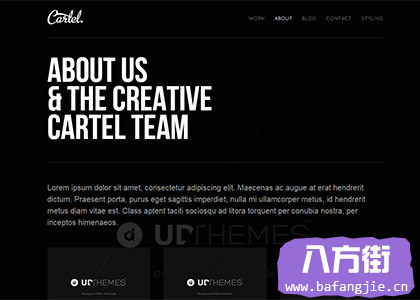 Cartel.
WORK ABOUT BLOG CONTACT STYLING
ABOUT US
& THE CREATIVE
CARTEL TEAM
Lorem ipsum dolor sit amet, consectetur adipiscing elit. Maecenas ac augue at erat hendrerit
dictum. Praesent porta, purus eget sagittis imperdiet, nulla mi ullamcorper metus, id hendrerit
metus diam vitae est. Class aptent taciti sociosqu ad litora torquent per conubia nostra, per
inceptos himenaeos.
UDTHEMES
UDTHEMES UDTHEMES
八方街
www.bafangjie.cn